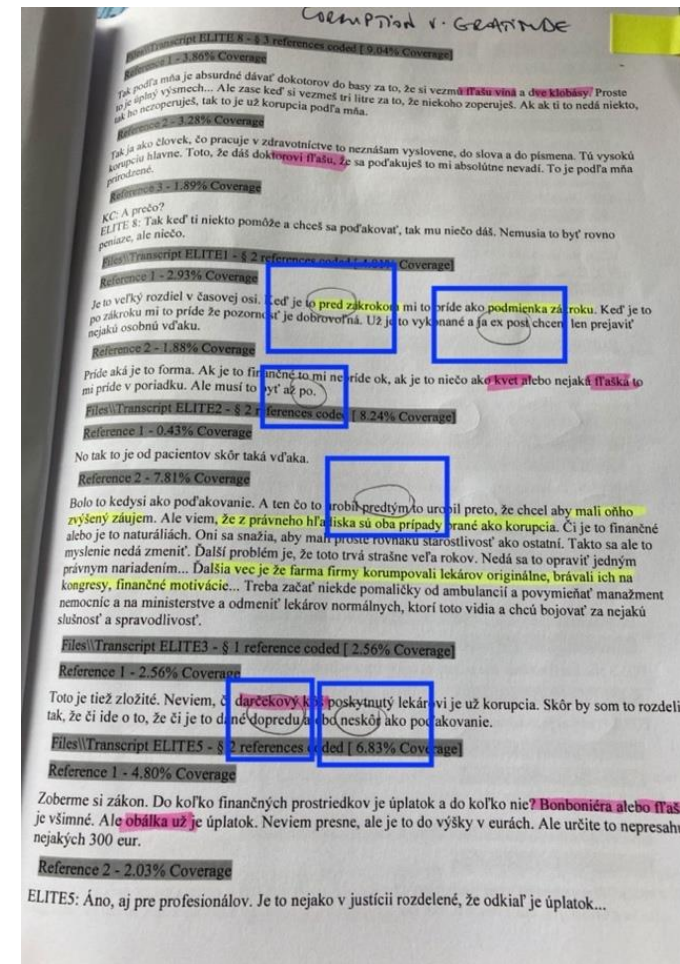 CORRUPTION V. GRATITUDE
Files\\Transcript ELITE 8 - § 3 references coded [ 9.04% Coverage]
Reference 1 - 3.86% Coverage
Tak podľa mňa je absurdné dávať dokotorov do basy za to, že si vezmú fľašu vína a dve klobásy. Proste
to je úplný výsmech... Ale zase keď si vezmeš tri litre za to, že niekoho zoperuješ. Ak ak ti to nedá niekto,
tak ho nezoperuješ, tak to je už korupcia podľa mňa.
Reference 2 - 3.28% Coverage
Tak ja ako človek, čo pracuje v zdravotníctve to neznášam vyslovene, do slova a do písmena. Tú vysokú
korupciu hlavne. Toto, že dáš doktorovi fľašu, že sa poďakuješ to mi absolútne nevadí. To je podľa mňa
prirodzené.
Reference 3 - 1.89% Coverage
KC: A prečo?
ELITE 8: Tak keď ti niekto pomôže a chceš sa poďakovať, tak mu niečo dáš. Nemusia to byť rovno
peniaze, ale niečo.
Files\\Transcript ELITE1 - § 2 references coded [ 4.81% Coverage]
Reference 1 - 2.93% Coverage
Je to veľký rozdiel v časovej osi. Keď je to pred zákrokom mi to príde ako podmienka zákroku. Keď je to
po zákroku mi to príde že pozornosť je dobrovoľná. Už je to vykonané a ja ex post chcem len prejaviť
nejakú osobnú vďaku.
Reference 2 - 1.88% Coverage
Príde aká je to forma. Ak je to finančné to mi nepríde ok, ak je to niečo ako kvet alebo nejaká fľaška to
mi príde v poriadku. Ale musí to byť až po.
Files\\Transcript ELITE2 - § 2 references coded [ 8.24% Coverage]
Reference 1 - 0.43% Coverage
No tak to je od pacientov skôr taká vďaka.
Reference 2 - 7.81% Coverage
Bolo to kedysi ako poďakovanie. A ten čo to urobil predtým to urobil preto, že chcel aby mali oňho
zvýšený záujem. Ale viem, že z právneho hľadiska sú oba prípady brané ako korupcia. Či je to finančné
alebo je to naturáliách. Oni sa snažia, aby mali proste rovnakú starostlivosť ako ostatní. Takto sa ale to
myslenie nedá zmeniť. Ďalší problém je, že toto trvá strašne veľa rokov. Nedá sa to opraviť jedným
právnym nariadením... Ďalšia vec je že farma firmy korumpovali lekárov originálne, brávali ich na
kongresy, finančné motivácie... Treba začať niekde pomaličky od ambulancií a povymieňať manažment
nemocníc a na ministerstve a odmeniť lekárov normálnych, ktorí toto vidia a chcú bojovať za nejakú
slušnosť a spravodlivosť.
Files\\Transcript ELITE3 - § 1 reference coded [ 2.56% Coverage]
Reference 1 - 2.56% Coverage
Toto je tiež zložité. Neviem, či darčekový kôš poskytnutý lekárovi je už korupcia. Skôr by som to rozdeli
tak, že či ide o to, že či je to dané dopredu alebo neskôr ako poďakovanie.
Files\\Transcript ELITE5 - § 2 references coded [ 6.83% Coverage]
Reference 1 - 4.80% Coverage
Zoberme si zákon. Do koľko finančných prostriedkov je úplatok a do koľko nie? Bonboniéra alebo fľaš
je všimné. Ale obálka už je úplatok. Neviem presne, ale je to do výšky v eurách. Ale určite to nepresahu
nejakých 300 eur.
Reference 2 - 2.03% Coverage
ELITE5: Áno, aj pre profesionálov. Je to nejako v justícii rozdelené, že odkiaľ je úplatok...